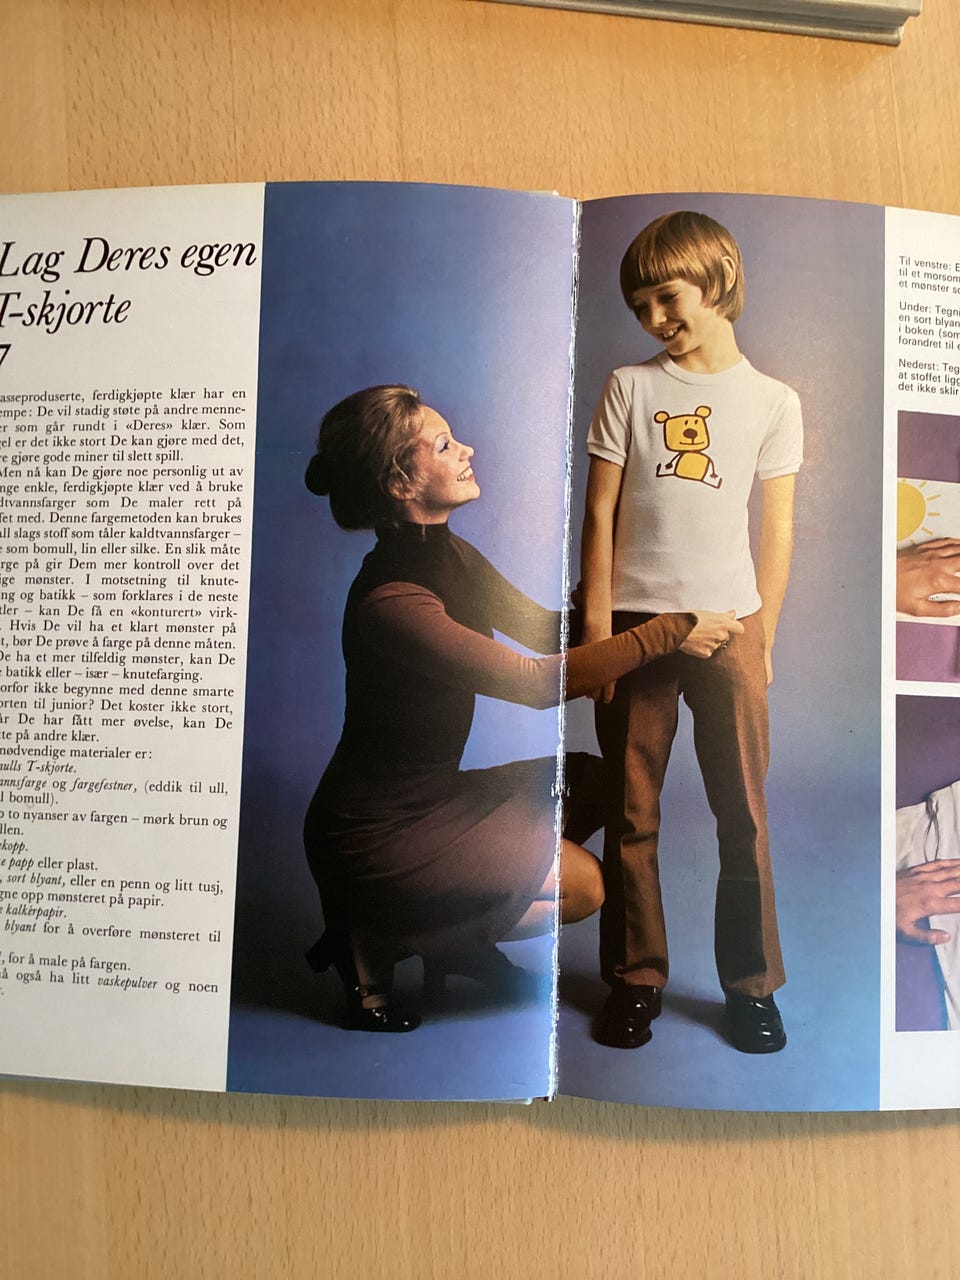 Lag Deres egen
T-skjorte
7
asseproduserte, ferdigkjøpte klær har en
empe: De vil stadig støte på andre menne-
er som går rundt i «Deres» klær. Som
gel er det ikke stort De kan gjøre med det,
re gjøre gode miner til slett spill.
Men nå kan De gjøre noe personlig ut av
nge enkle, ferdigkjøpte klær ved å bruke
ldtvannsfarger som De maler rett på
fet med. Denne fargemetoden kan brukes
all slags stoff som tåler kaldtvannsfarger –
e som bomull, lin eller silke. En slik måte
arge på gir Dem mer kontroll over det
lige mønster. I motsetning til knute-
ng og batikk – som forklares i de neste
tler – kan De få en «konturert» virk-
. Hvis De vil ha et klart mønster på
t, bør De prøve å farge på denne måten.
De ha et mer tilfeldig mønster, kan De
e batikk eller – især – knutefarging.
orfor ikke begynne med denne smarte
orten til junior? Det koster ikke stort,
år De har fått mer øvelse, kan De
te på andre klær.
nødvendige materialer er:
nulls T-skjorte.
annsfarge og fargefestner, (eddik til ull,
l bomull).
o to nyanser av fargen – mørk brun og
llen.
kopp.
e papp eller plast.
, sort blyant, eller en penn og litt tusj,
gne opp mønsteret på papir.
e kalkérpapir.
blyant for å overføre mønsteret til
l, for å male på fargen.
nå også ha litt vaskepulver og noen
r.
Til venstre: E
til et morsom
et mønster so
Under: Tegni
en sort blyan
i boken (som
forandret til e
Nederst: Teg
at stoffet ligg
det ikke sklir